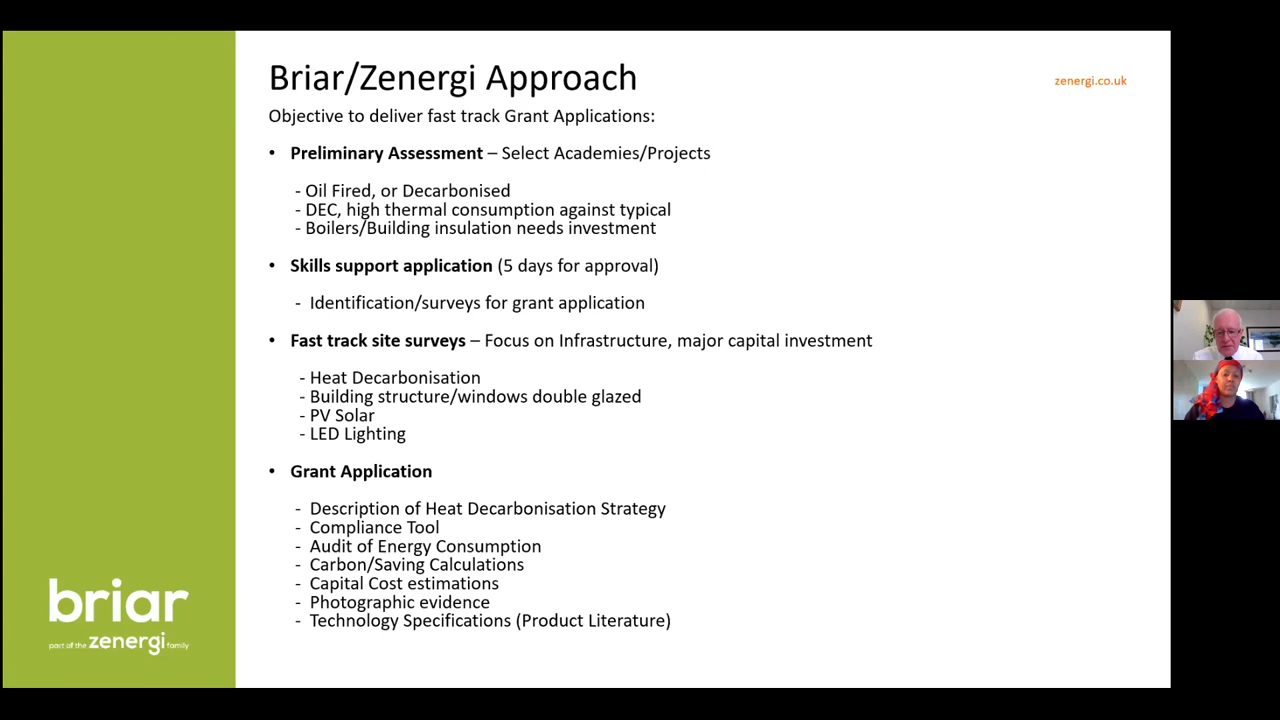 Briar/Zenergi Approach
zenergi.co.uk
Objective to deliver fast track Grant Applications:
• Preliminary Assessment – Select Academies/Projects
- Oil Fired, or Decarbonised
- DEC, high thermal consumption against typical
- Boilers/Building insulation needs investment
• Skills support application (5 days for approval)
- Identification/surveys for grant application
• Fast track site surveys – Focus on Infrastructure, major capital investment
- Heat Decarbonisation
- Building structure/windows double glazed
- PV Solar
- LED Lighting
• Grant Application
- Description of Heat Decarbonisation Strategy
- Compliance Tool
- Audit of Energy Consumption
- Carbon/Saving Calculations
- Capital Cost estimations
- Photographic evidence
- Technology Specifications (Product Literature)
briar
part of the zenergi family